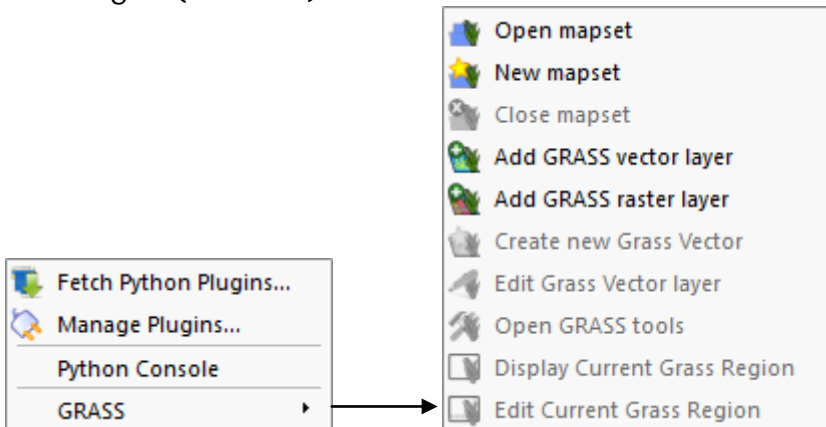 Open mapset
New mapset
Close mapset
Add GRASS vector layer
Add GRASS raster layer
Create new Grass Vector
Edit Grass Vector layer
Open GRASS tools
Display Current Grass Region
Edit Current Grass Region
Fetch Python Plugins...
Manage Plugins...
Python Console
GRASS